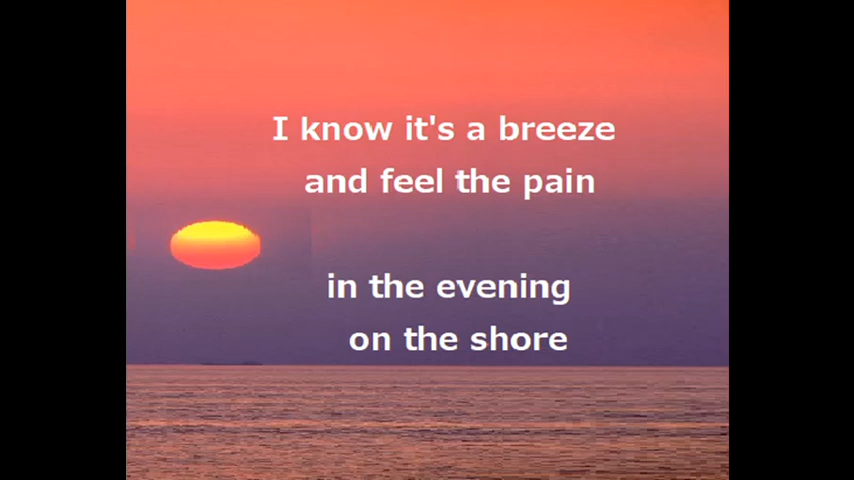 I know it's a breeze
and feel the pain
in the evening
on the shore